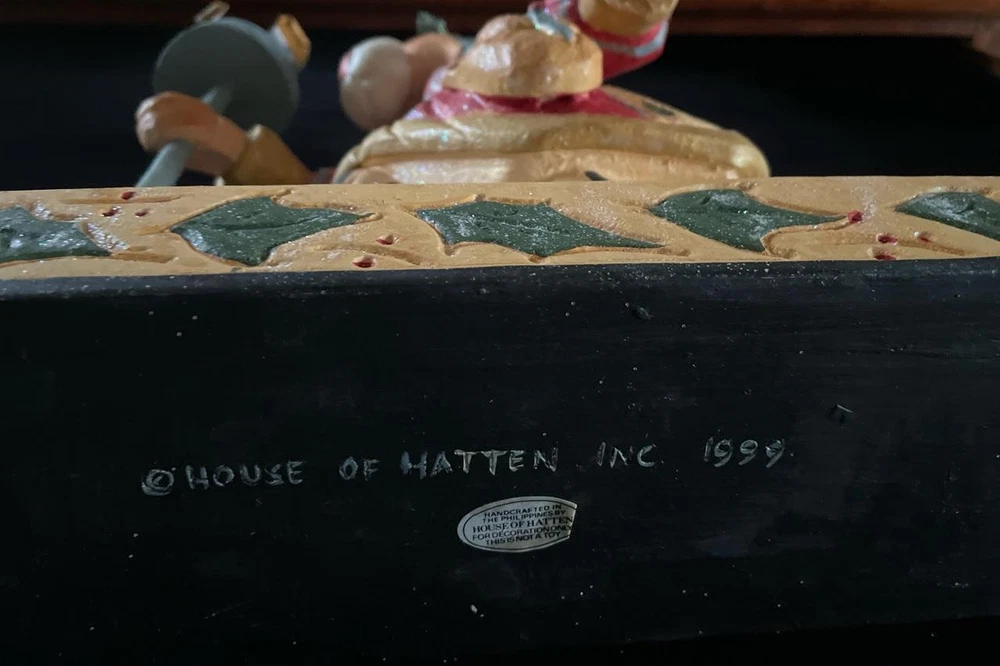 © HOUSE OF HATTEN INC 1999
HANDCRAFTED IN
THE PHILIPPINES BY
HOUSE OF HATTEN
FOR DECORATION ONLY
THIS IS NOT A TOY